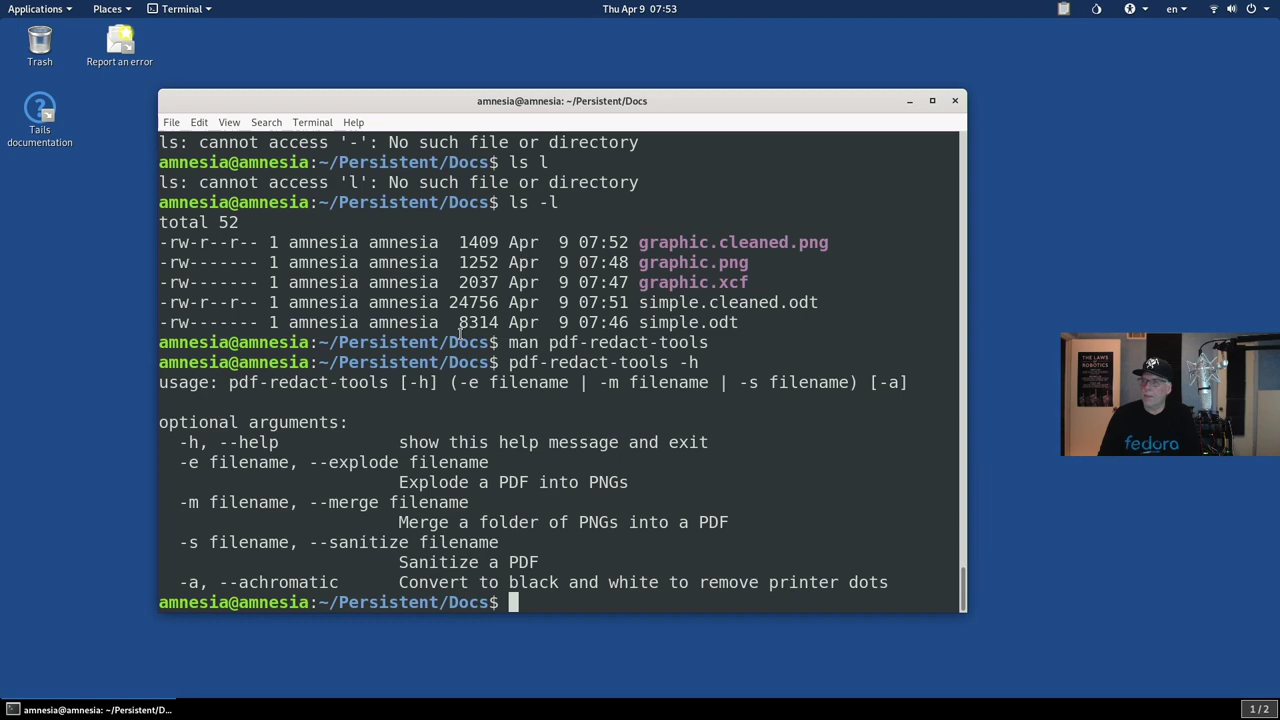 Applications
Places
Terminal
Thu Apr 9 07:53
en
Trash
Report an error
Tails
documentation
amnesia@amnesia: ~/Persistent/Docs
File Edit View Search Terminal Help
ls: cannot access '-': No such file or directory
amnesia@amnesia:~/Persistent/Docs$ ls l
ls: cannot access 'l': No such file or directory
amnesia@amnesia:~/Persistent/Docs$ ls -l
total 52
-rw-r--r-- 1 amnesia amnesia  1409 Apr  9 07:52 graphic.cleaned.png
-rw------- 1 amnesia amnesia  1252 Apr  9 07:48 graphic.png
-rw------- 1 amnesia amnesia  2037 Apr  9 07:47 graphic.xcf
-rw-r--r-- 1 amnesia amnesia 24756 Apr  9 07:51 simple.cleaned.odt
-rw------- 1 amnesia amnesia  8314 Apr  9 07:46 simple.odt
amnesia@amnesia:~/Persistent/Docs$ man pdf-redact-tools
amnesia@amnesia:~/Persistent/Docs$ pdf-redact-tools -h
usage: pdf-redact-tools [-h] (-e filename | -m filename | -s filename) [-a]
optional arguments:
  -h, --help            show this help message and exit
  -e filename, --explode filename
                        Explode a PDF into PNGs
  -m filename, --merge filename
                        Merge a folder of PNGs into a PDF
  -s filename, --sanitize filename
                        Sanitize a PDF
  -a, --achromatic      Convert to black and white to remove printer dots
amnesia@amnesia:~/Persistent/Docs$
THE LAWS
ROBOTICS
fedora
amnesia@amnesia: ~/Persistent/D...
1 / 2